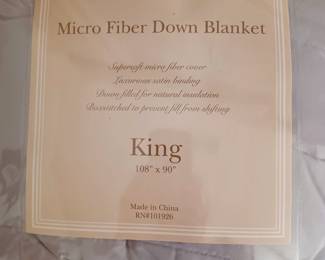 Micro Fiber Down Blanket
Supersoft micro fiber cover
Luxurious satin binding
Down filled for natural insulation
Boxstitched to prevent fill from shifting
King
108" x 90"
Made in China
RN#101926